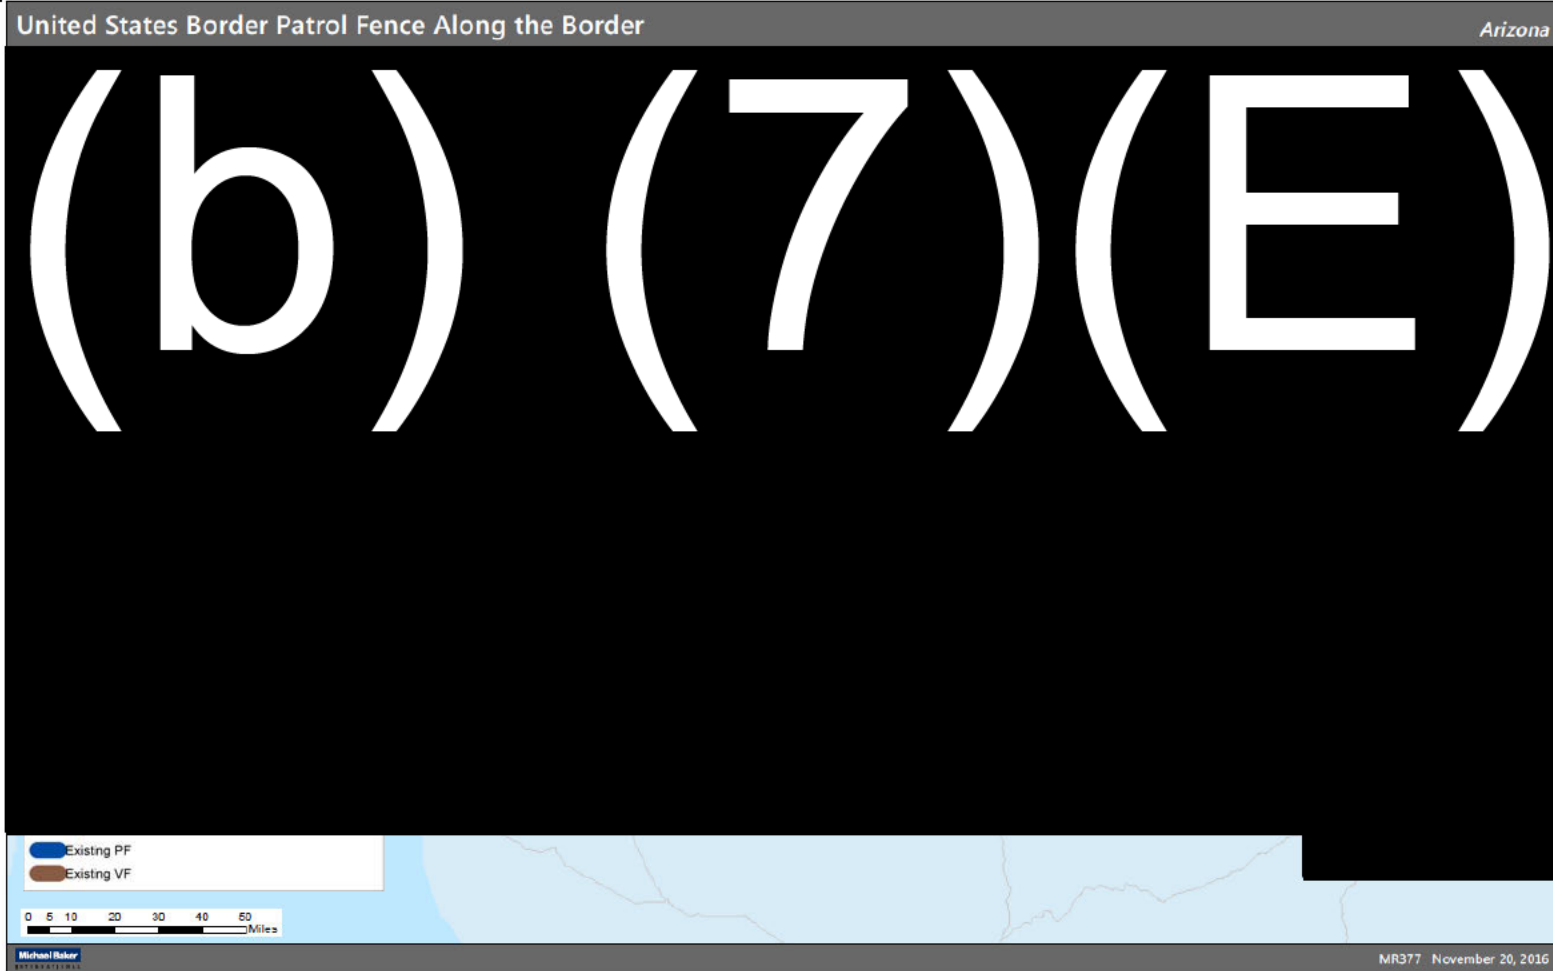 United States Border Patrol Fence Along the Border
Arizona
(b) (7)(E)
Existing PF
Existing VF
0 5 10 20 30 40 50
Miles
Michael Baker
INTERNATIONAL
MR377 November 20, 2016